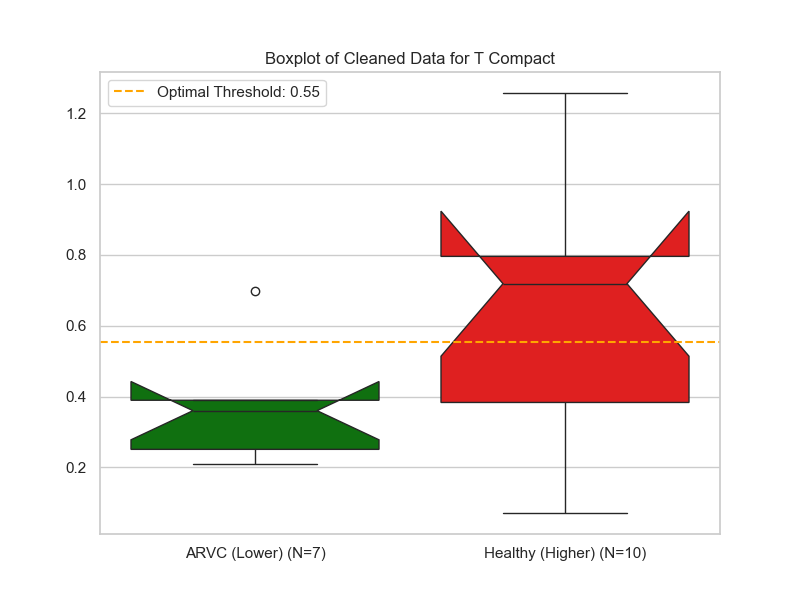 Boxplot of Cleaned Data for T Compact
Optimal Threshold: 0.55
1.2
1.0
0.8
0.6
0.4
0.2
ARVC (Lower) (N=7)
Healthy (Higher) (N=10)